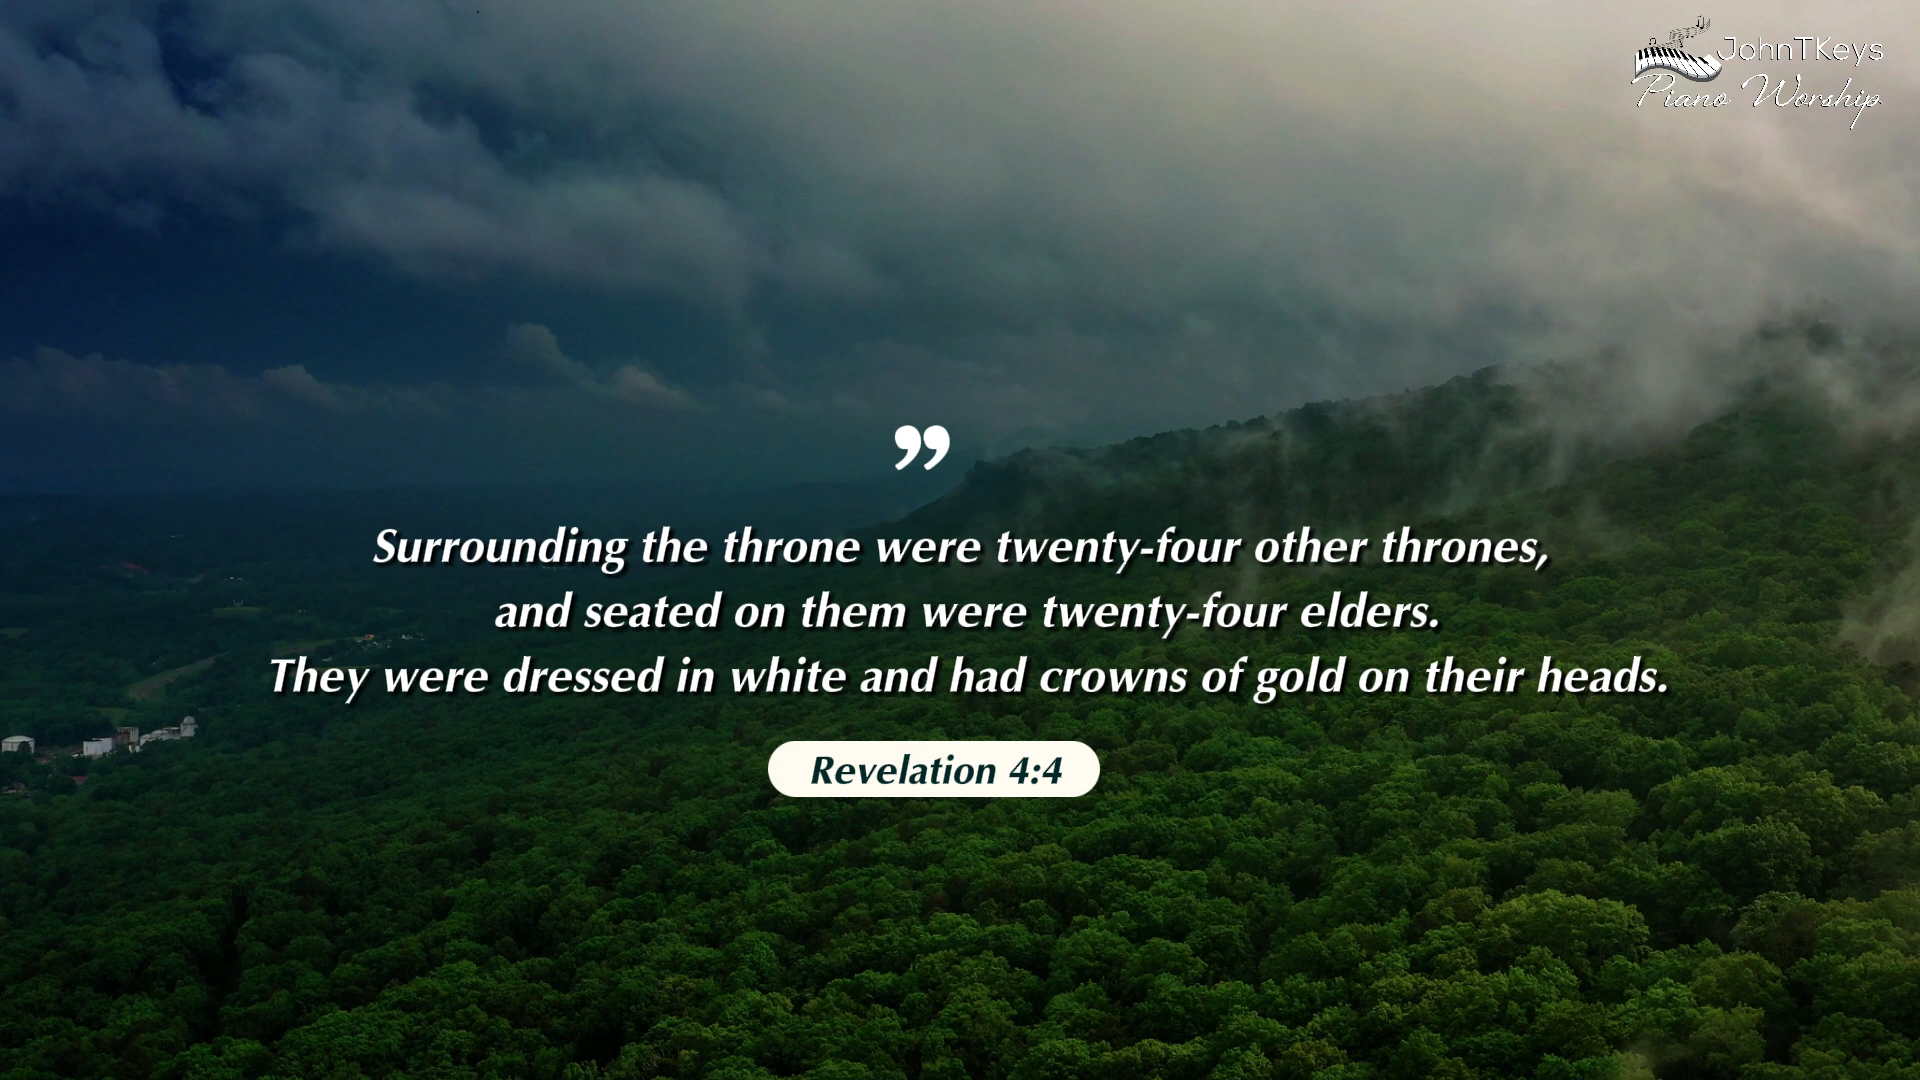 JohnTKeys
Piano Worship
”
Surrounding the throne were twenty-four other thrones,
and seated on them were twenty-four elders.
They were dressed in white and had crowns of gold on their heads.
Revelation 4:4